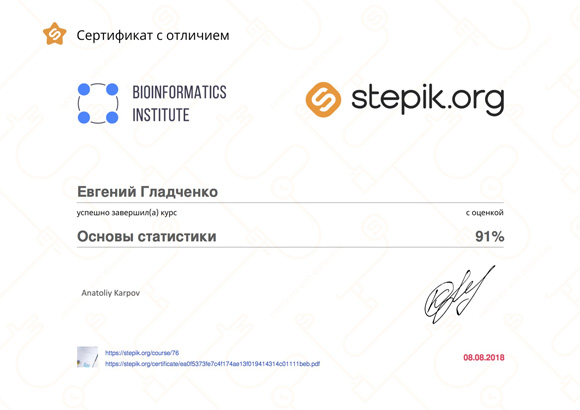 Сертификат с отличием
BIOINFORMATICS
INSTITUTE
stepik.org
Евгений Гладченко
успешно завершил(а) курс
с оценкой
Основы статистики
91%
Anatoliy Karpov
https://stepik.org/course/76
https://stepik.org/certificate/ea0f5373fe7c4f174ae13f019414314c01111beb.pdf
08.08.2018